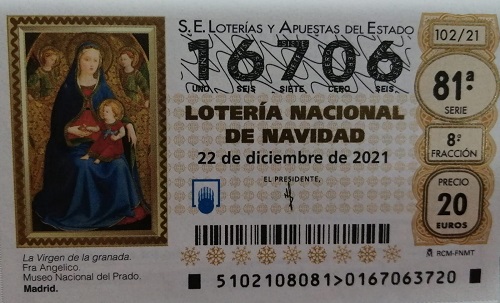 S.E. LOTERÍAS Y APUESTAS DEL ESTADO
102/21
16706
UNO SEIS SIETE CERO SEIS
81ª
SERIE
LOTERÍA NACIONAL
DE NAVIDAD
8ª
FRACCIÓN
22 de diciembre de 2021
EL PRESIDENTE,
PRECIO
20
EUROS
La Virgen de la granada.
Fra Angelico.
Museo Nacional del Prado.
Madrid.
RCM-FNMT
5102108081>0167063720